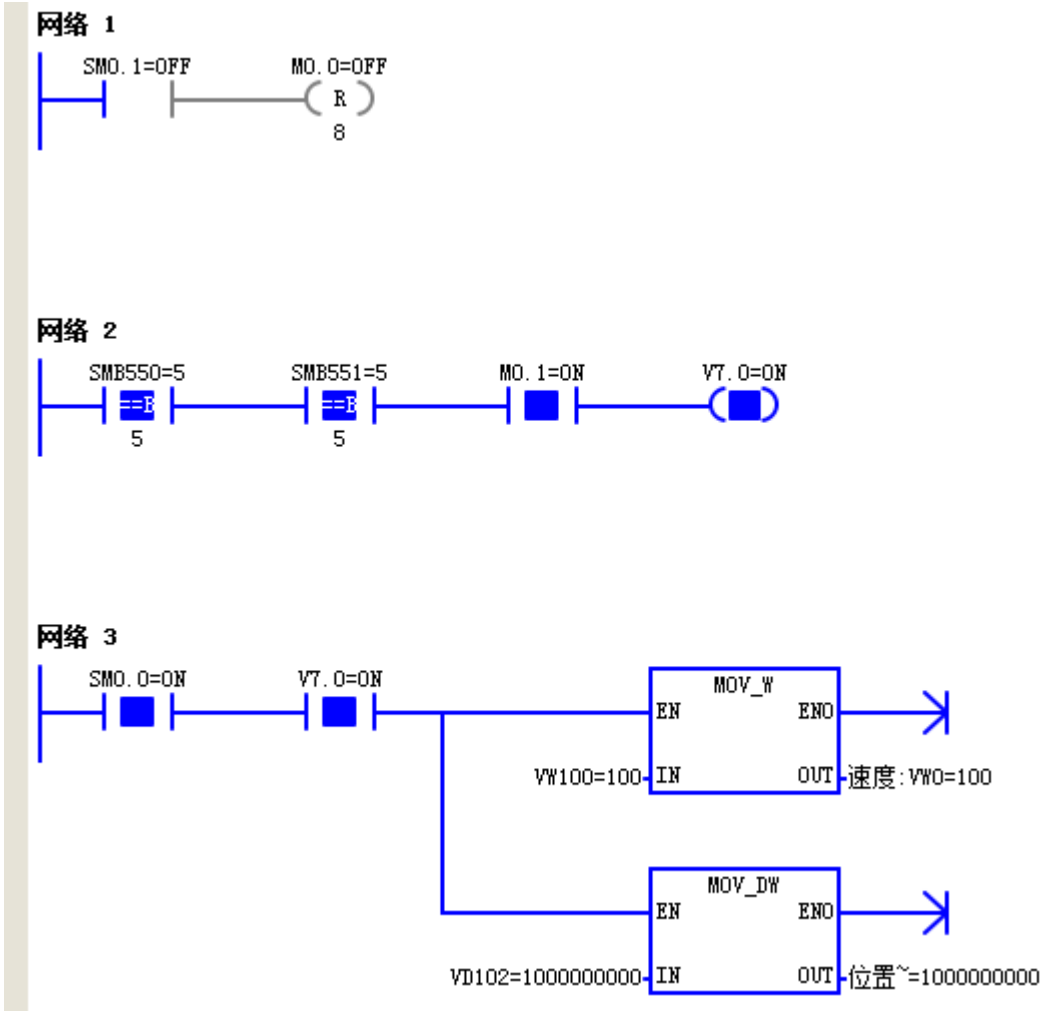 网络 1
SM0.1=OFF M0.0=OFF
R
8
网络 2
SMB550=5 SMB551=5 M0.1=ON V7.0=ON
==B ==B
5 5
网络 3
SM0.0=ON V7.0=ON
MOV_W
EN ENO
VW100=100 IN OUT 速度:VW0=100
MOV_DW
EN ENO
VD102=1000000000 IN OUT 位置~=1000000000